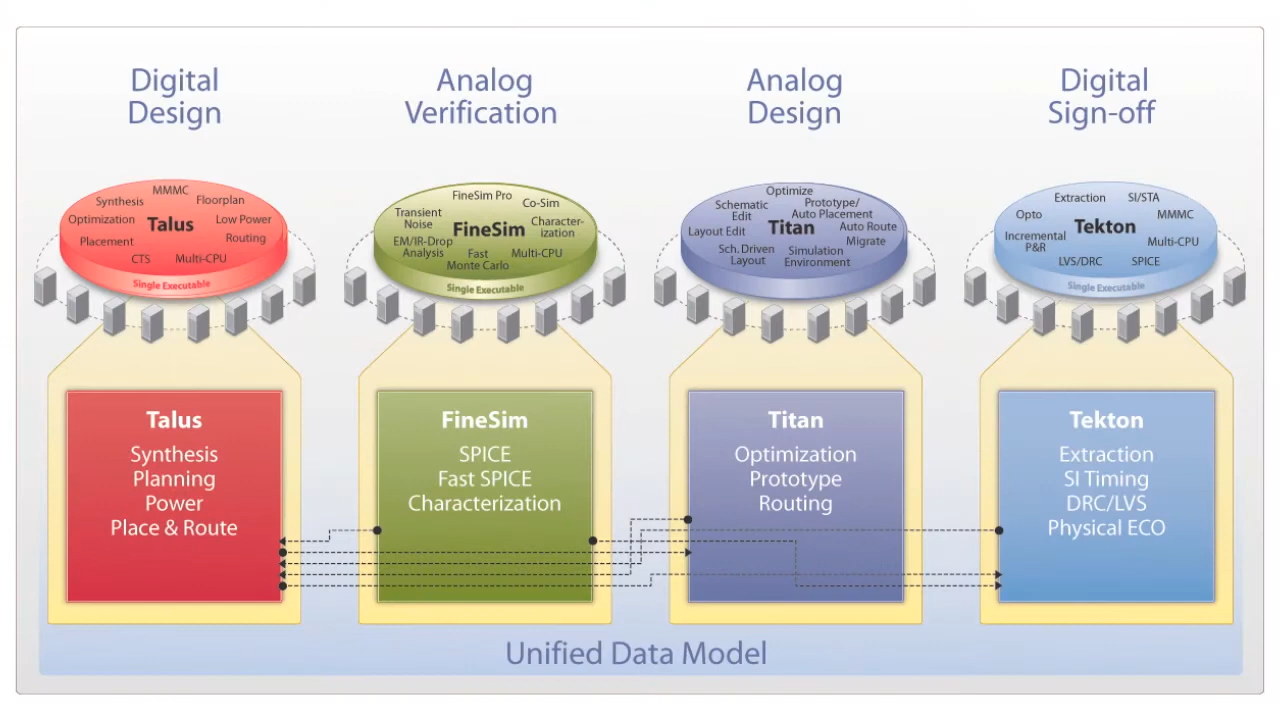 Digital
Design
Analog
Verification
Analog
Design
Digital
Sign-off
MMMC
Synthesis
Floorplan
Optimization
Talus
Low Power
Placement
Routing
CTS
Multi-CPU
Single Executable
FineSim Pro
Co-Sim
Transient
Noise
FineSim
Character-
ization
EM/IR-Drop
Analysis
Fast
Monte Carlo
Multi-CPU
Single Executable
Optimize
Schematic
Edit
Prototype/
Auto Placement
Layout Edit
Titan
Auto Route
Migrate
Sch. Driven
Layout
Simulation
Environment
Extraction
SI/STA
Opto
Tekton
MMMC
Incremental
P&R
Multi-CPU
LVS/DRC
SPICE
Single Executable
Talus
Synthesis
Planning
Power
Place & Route
FineSim
SPICE
Fast SPICE
Characterization
Titan
Optimization
Prototype
Routing
Tekton
Extraction
SI Timing
DRC/LVS
Physical ECO
Unified Data Model